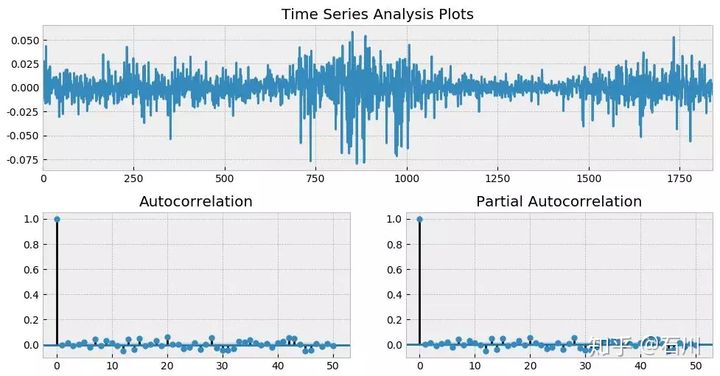 Time Series Analysis Plots
0.050
0.025
0.000
-0.025
-0.050
-0.075
0 250 500 750 1000 1250 1500 1750
Autocorrelation Partial Autocorrelation
1.0 1.0
0.8 0.8
0.6 0.6
0.4 0.4
0.2 0.2
0.0 0.0
知乎 @石川
0 10 20 30 40 50 0 10 20 30 40 50